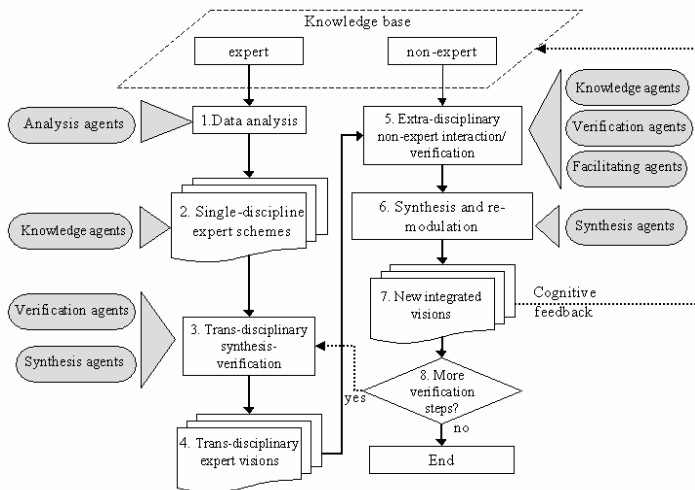 Knowledge base
expert
non-expert
Analysis agents
1.Data analysis
5. Extra-disciplinary
non-expert interaction/
verification
Knowledge agents
Verification agents
Facilitating agents
Knowledge agents
2. Single-discipline
expert schemes
6. Synthesis and re-
modulation
Synthesis agents
Verification agents
Synthesis agents
3. Trans-disciplinary
synthesis-
verification
7. New integrated
visions
Cognitive
feedback
8. More
verification
steps?
yes
no
4. Trans-disciplinary
expert visions
End